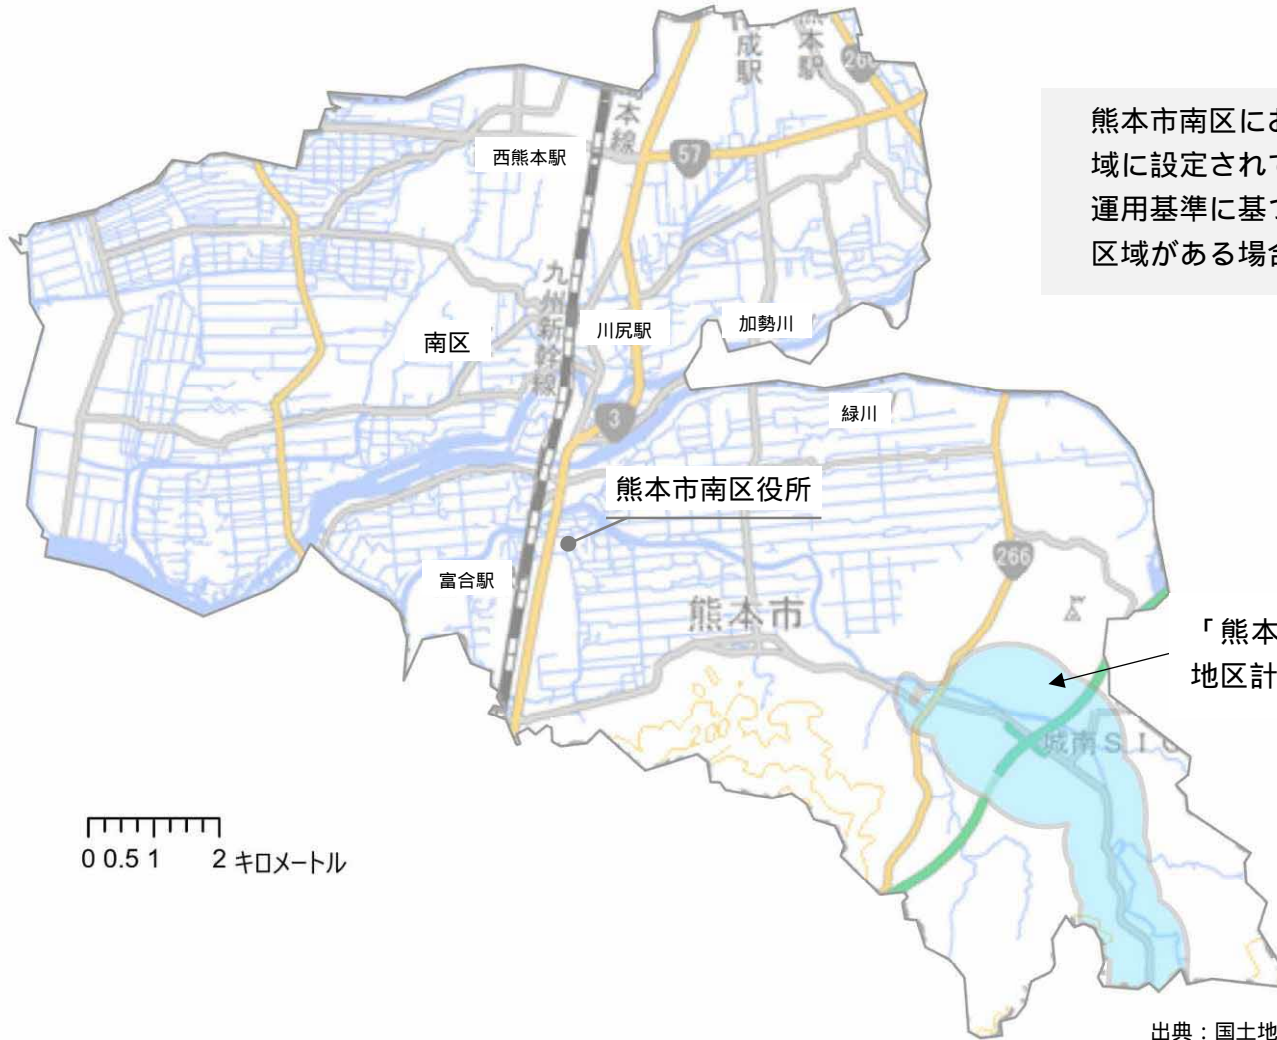 成駅
本駅
266
熊本市南区にお
域に設定されて
運用基準に基づ
区域がある場合
本線
57
西熊本駅
九州新幹線
川尻駅
加勢川
南区
3
緑川
熊本市南区役所
266
富合駅
熊本市
「熊本
地区計
200
城南SIC
0 0.5 1 2 キロメートル
出典:国土地